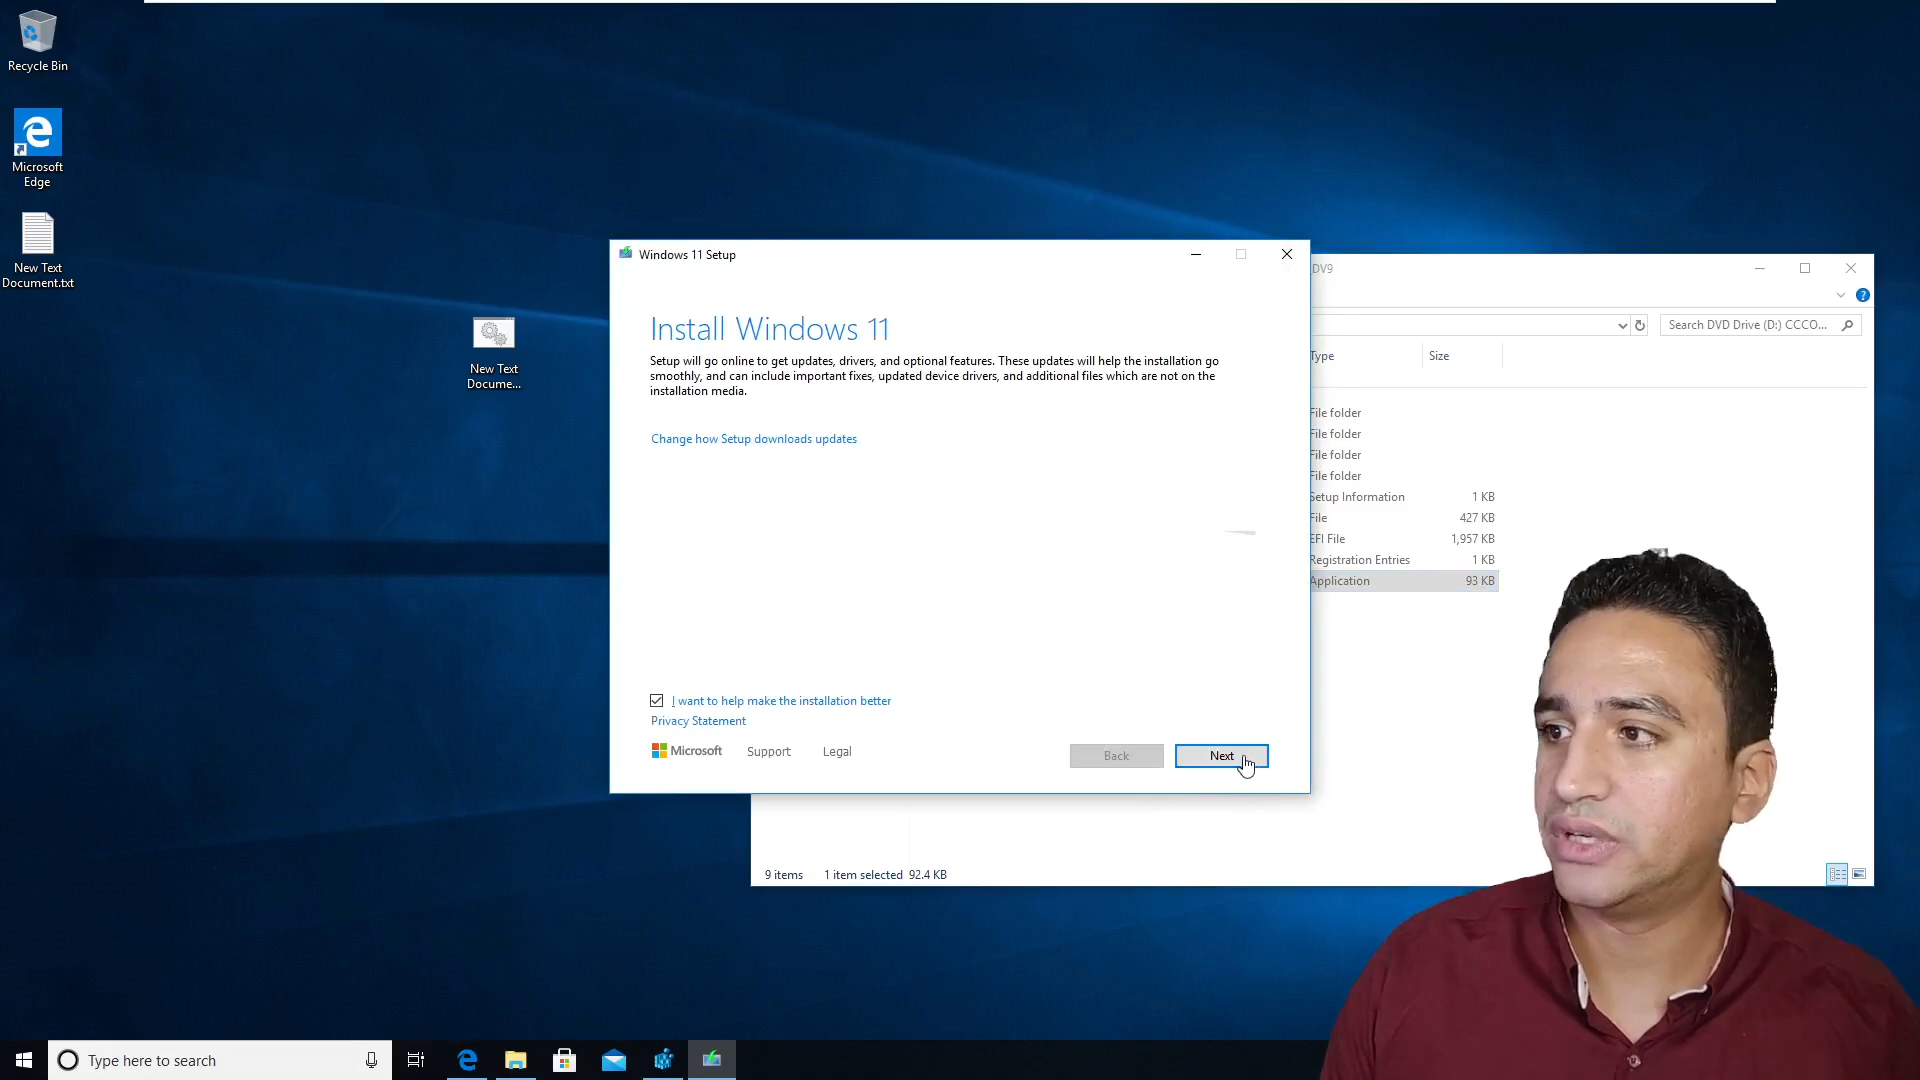 Recycle Bin
Microsoft
Edge
New Text
Document.txt
New Text
Docume...
Windows 11 Setup
Install Windows 11
Setup will go online to get updates, drivers, and optional features. These updates will help the installation go
smoothly, and can include important fixes, updated device drivers, and additional files which are not on the
installation media.
Change how Setup downloads updates
I want to help make the installation better
Privacy Statement
Microsoft
Support
Legal
Back
Next
DV9
Search DVD Drive (D:) CCCO...
Type
Size
File folder
File folder
File folder
File folder
Setup Information
1 KB
File
427 KB
EFI File
1,957 KB
Registration Entries
1 KB
Application
93 KB
9 items
1 item selected 92.4 KB
Type here to search